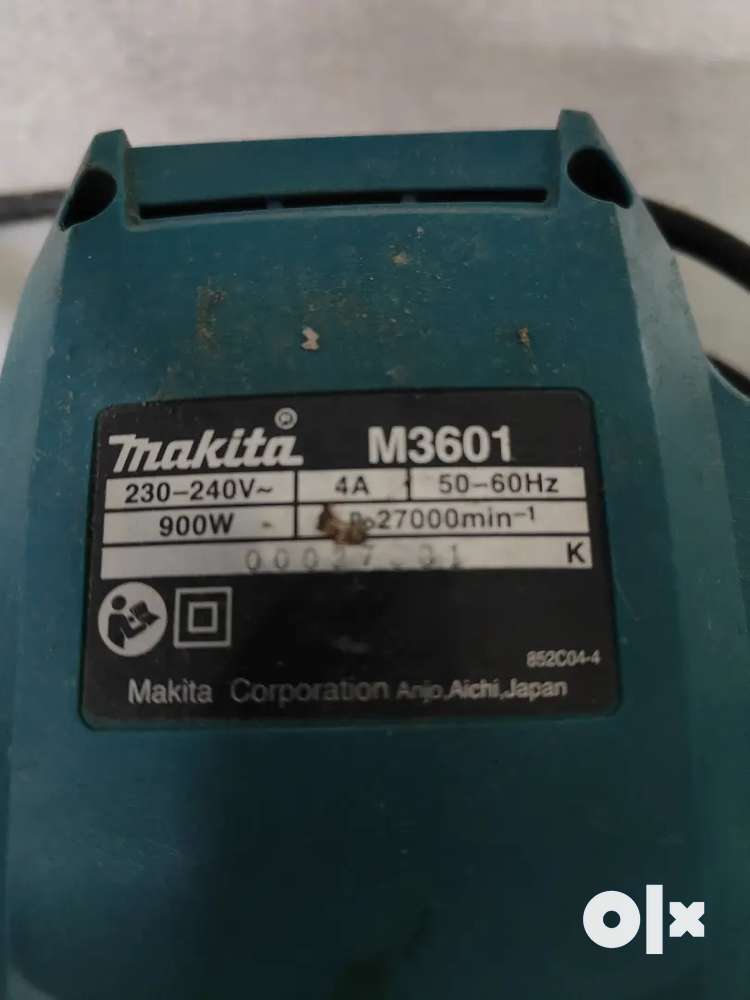 makita® M3601
230-240V~ 4A 50-60Hz
900W 27000min-1
K
852C04-4
Makita Corporation Anjo,Aichi,Japan
olx